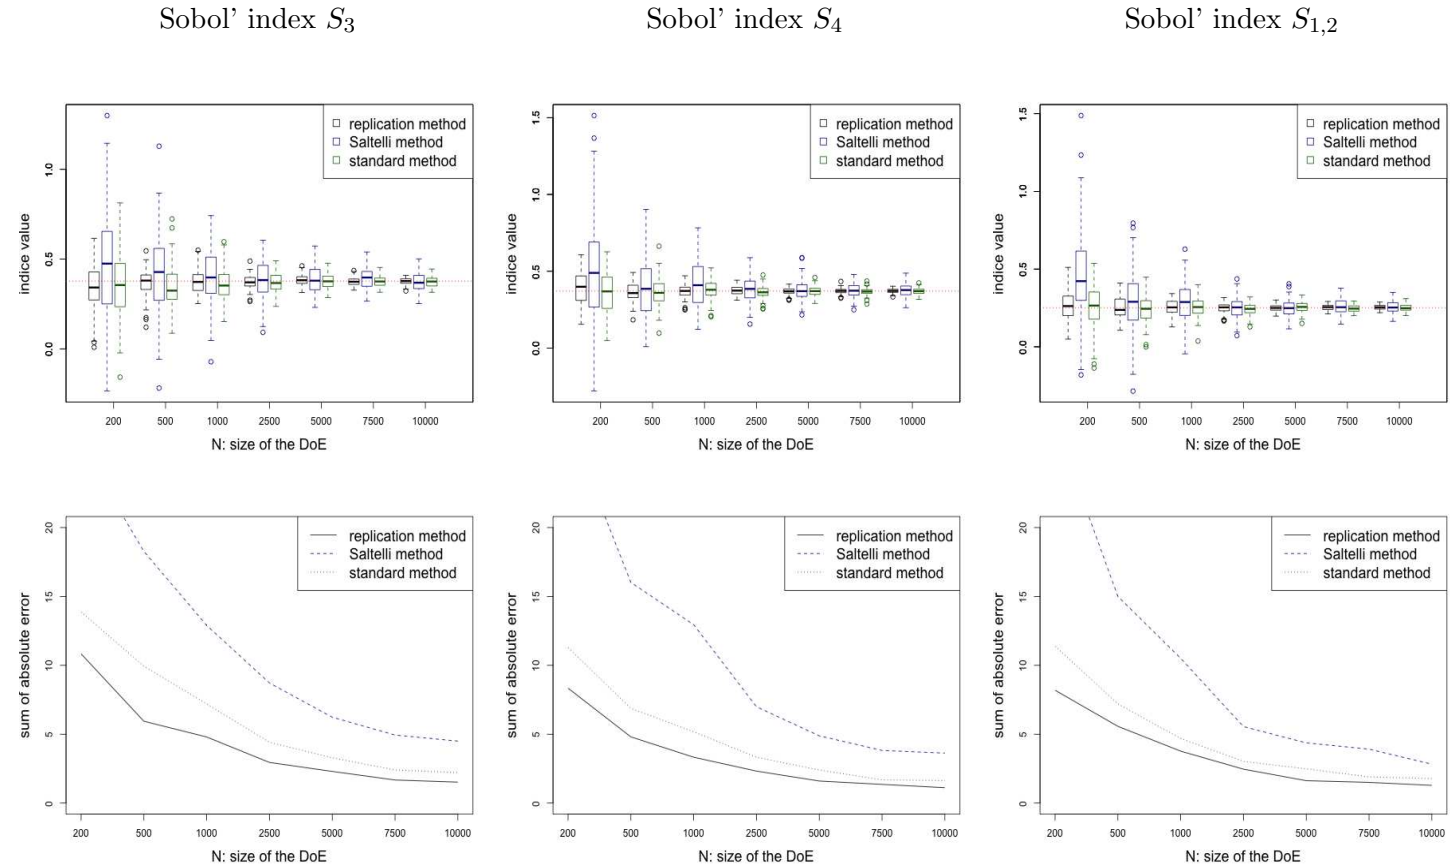 Sobol' index S3
Sobol' index S4
Sobol' index S1,2
indice value
0.0
0.5
1.0
replication method
Saltelli method
standard method
200
500
1000
2500
5000
7500
10000
N: size of the DoE
indice value
0.0
0.5
1.0
1.5
replication method
Saltelli method
standard method
200
500
1000
2500
5000
7500
10000
N: size of the DoE
indice value
0.0
0.5
1.0
1.5
replication method
Saltelli method
standard method
200
500
1000
2500
5000
7500
10000
N: size of the DoE
sum of absolute error
0
5
10
15
20
replication method
Saltelli method
standard method
200
500
1000
2500
5000
7500
10000
N: size of the DoE
sum of absolute error
0
5
10
15
20
replication method
Saltelli method
standard method
200
500
1000
2500
5000
7500
10000
N: size of the DoE
sum of absolute error
0
5
10
15
20
replication method
Saltelli method
standard method
200
500
1000
2500
5000
7500
10000
N: size of the DoE